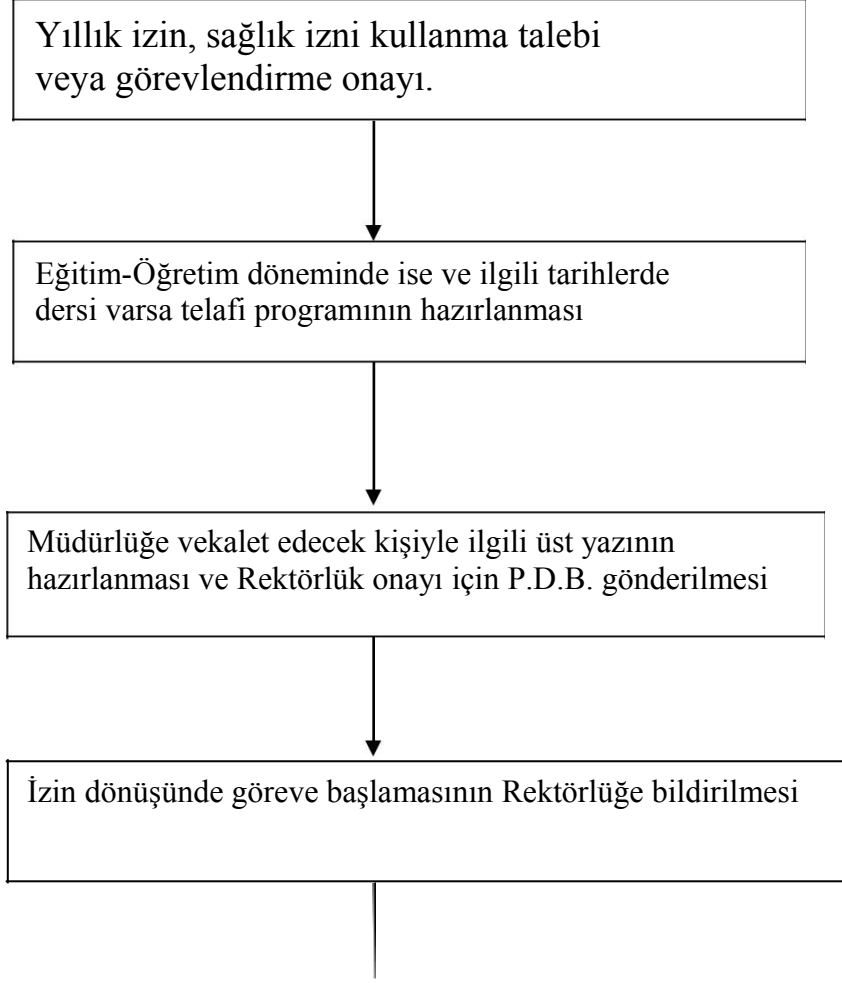 Yıllık izin, sağlık izni kullanma talebi
veya görevlendirme onayı.
Eğitim-Öğretim döneminde ise ve ilgili tarihlerde
dersi varsa telafi programının hazırlanması
Müdürlüğe vekalet edecek kişiyle ilgili üst yazının
hazırlanması ve Rektörlük onayı için P.D.B. gönderilmesi
İzin dönüşünde göreve başlamasının Rektörlüğe bildirilmesi